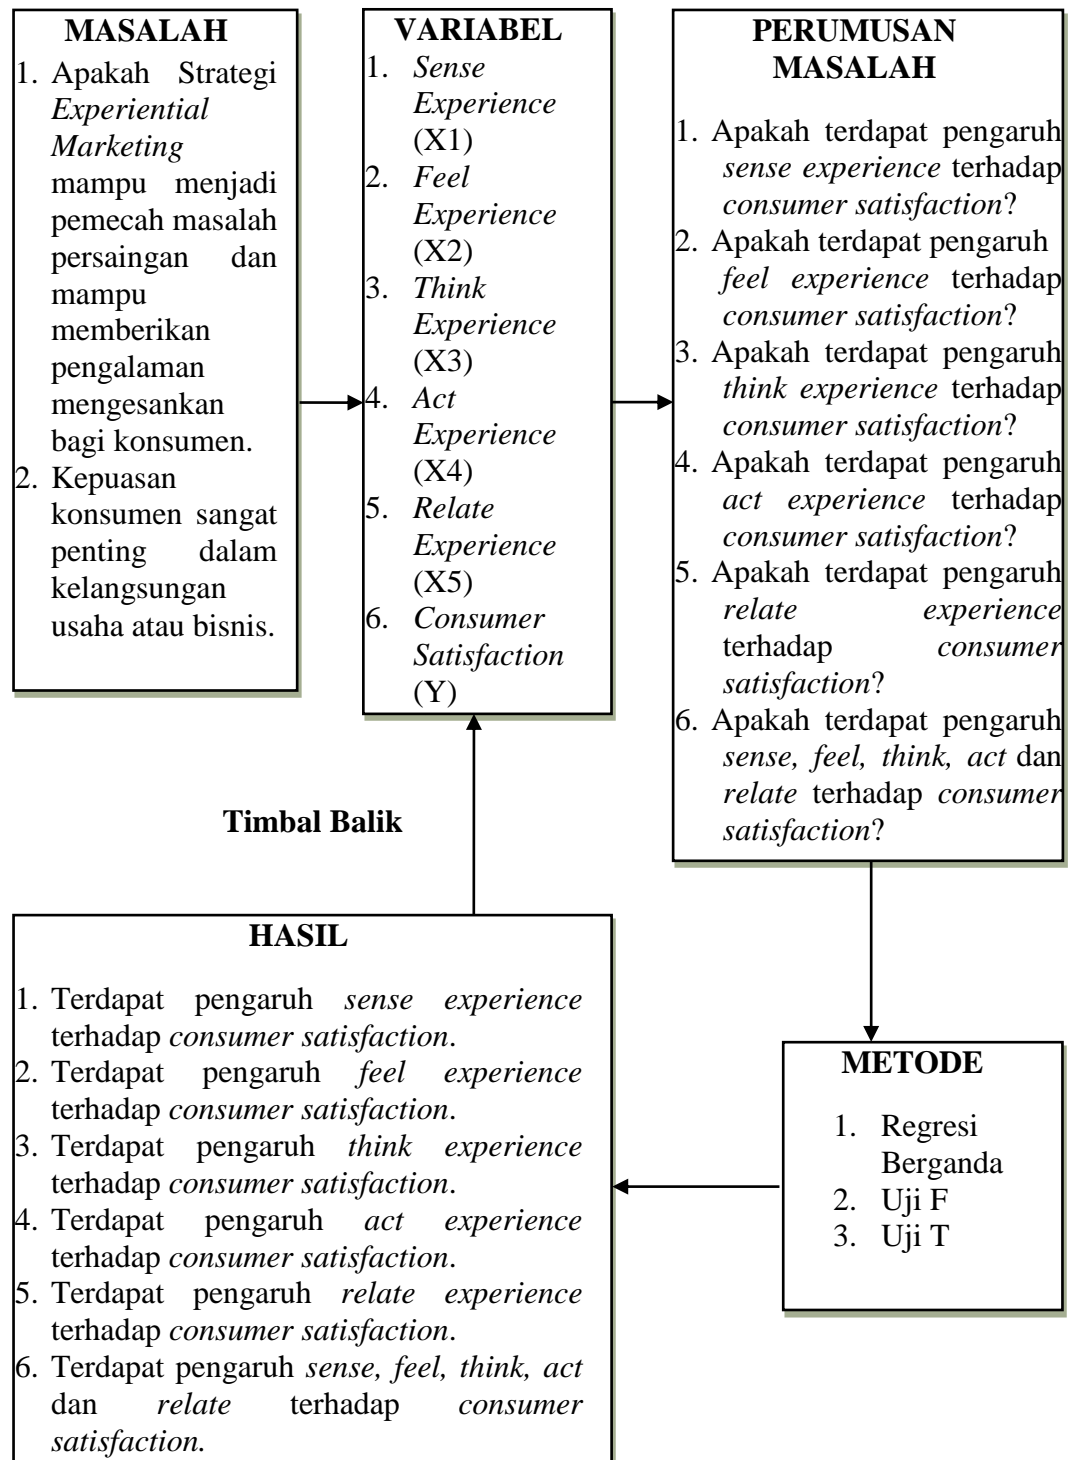 MASALAH
1. Apakah Strategi
Experiential
Marketing
mampu menjadi
pemecah masalah
persaingan dan
mampu
memberikan
pengalaman
mengesankan
bagi konsumen.
2. Kepuasan
konsumen sangat
penting dalam
kelangsungan
usaha atau bisnis.
VARIABEL
1. Sense
Experience
(X1)
2. Feel
Experience
(X2)
3. Think
Experience
(X3)
4. Act
Experience
(X4)
5. Relate
Experience
(X5)
6. Consumer
Satisfaction
(Y)
PERUMUSAN
MASALAH
1. Apakah terdapat pengaruh
sense experience terhadap
consumer satisfaction?
2. Apakah terdapat pengaruh
feel experience terhadap
consumer satisfaction?
3. Apakah terdapat pengaruh
think experience terhadap
consumer satisfaction?
4. Apakah terdapat pengaruh
act experience terhadap
consumer satisfaction?
5. Apakah terdapat pengaruh
relate experience
terhadap consumer
satisfaction?
6. Apakah terdapat pengaruh
sense, feel, think, act dan
relate terhadap consumer
satisfaction?
Timbal Balik
METODE
1. Regresi
Berganda
2. Uji F
3. Uji T
HASIL
1. Terdapat pengaruh sense experience
terhadap consumer satisfaction.
2. Terdapat pengaruh feel experience
terhadap consumer satisfaction.
3. Terdapat pengaruh think experience
terhadap consumer satisfaction.
4. Terdapat pengaruh act experience
terhadap consumer satisfaction.
5. Terdapat pengaruh relate experience
terhadap consumer satisfaction.
6. Terdapat pengaruh sense, feel, think, act
dan relate terhadap consumer
satisfaction.